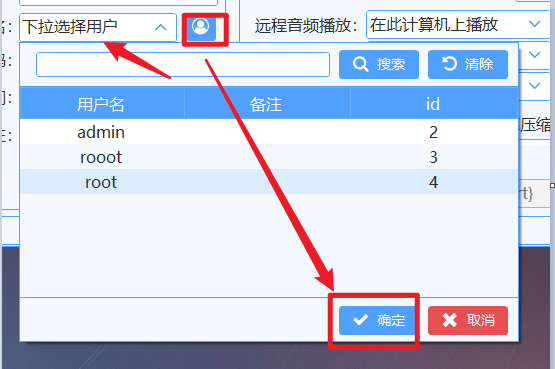 下拉选择用户
远程音频播放: 在此计算机上播放
搜索 清除
用户名 备注 id
admin 2
rooot 3
root 4
压缩
rt}
确定 取消